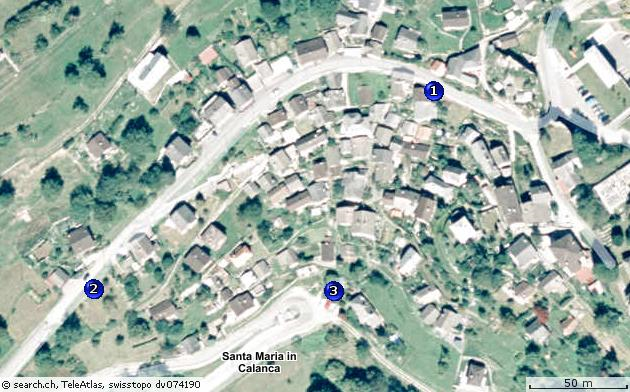 1
2
3
Santa Maria in
Calanca
© search.ch, TeleAtlas, swisstopo dv074190
50 m